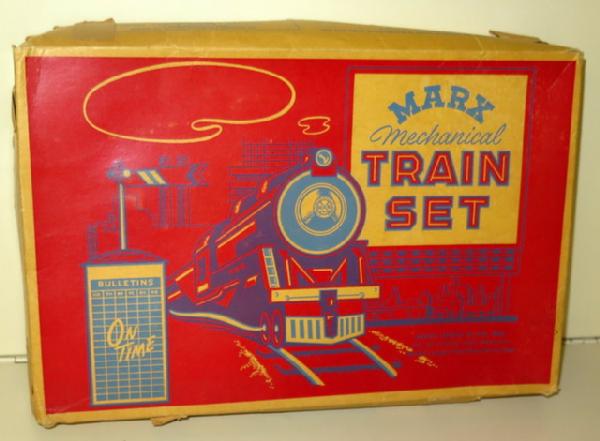 MARX
Mechanical
TRAIN
SET
BULLETINS
ON
TIME